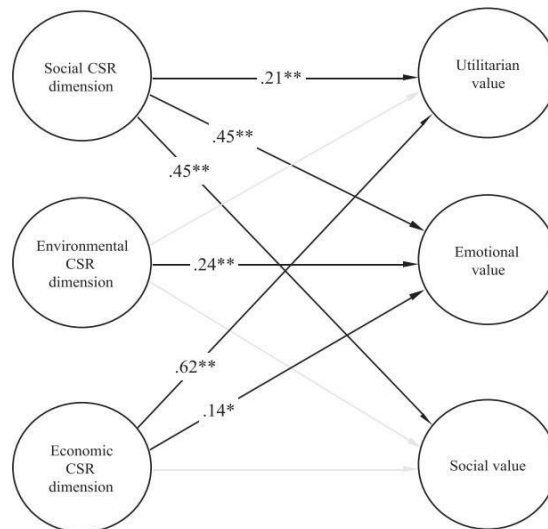 Social CSR
dimension
.21**
Utilitarian
value
.45**
.45**
Environmental
CSR
dimension
.24**
Emotional
value
.62**
.14*
Economic
CSR
dimension
Social value